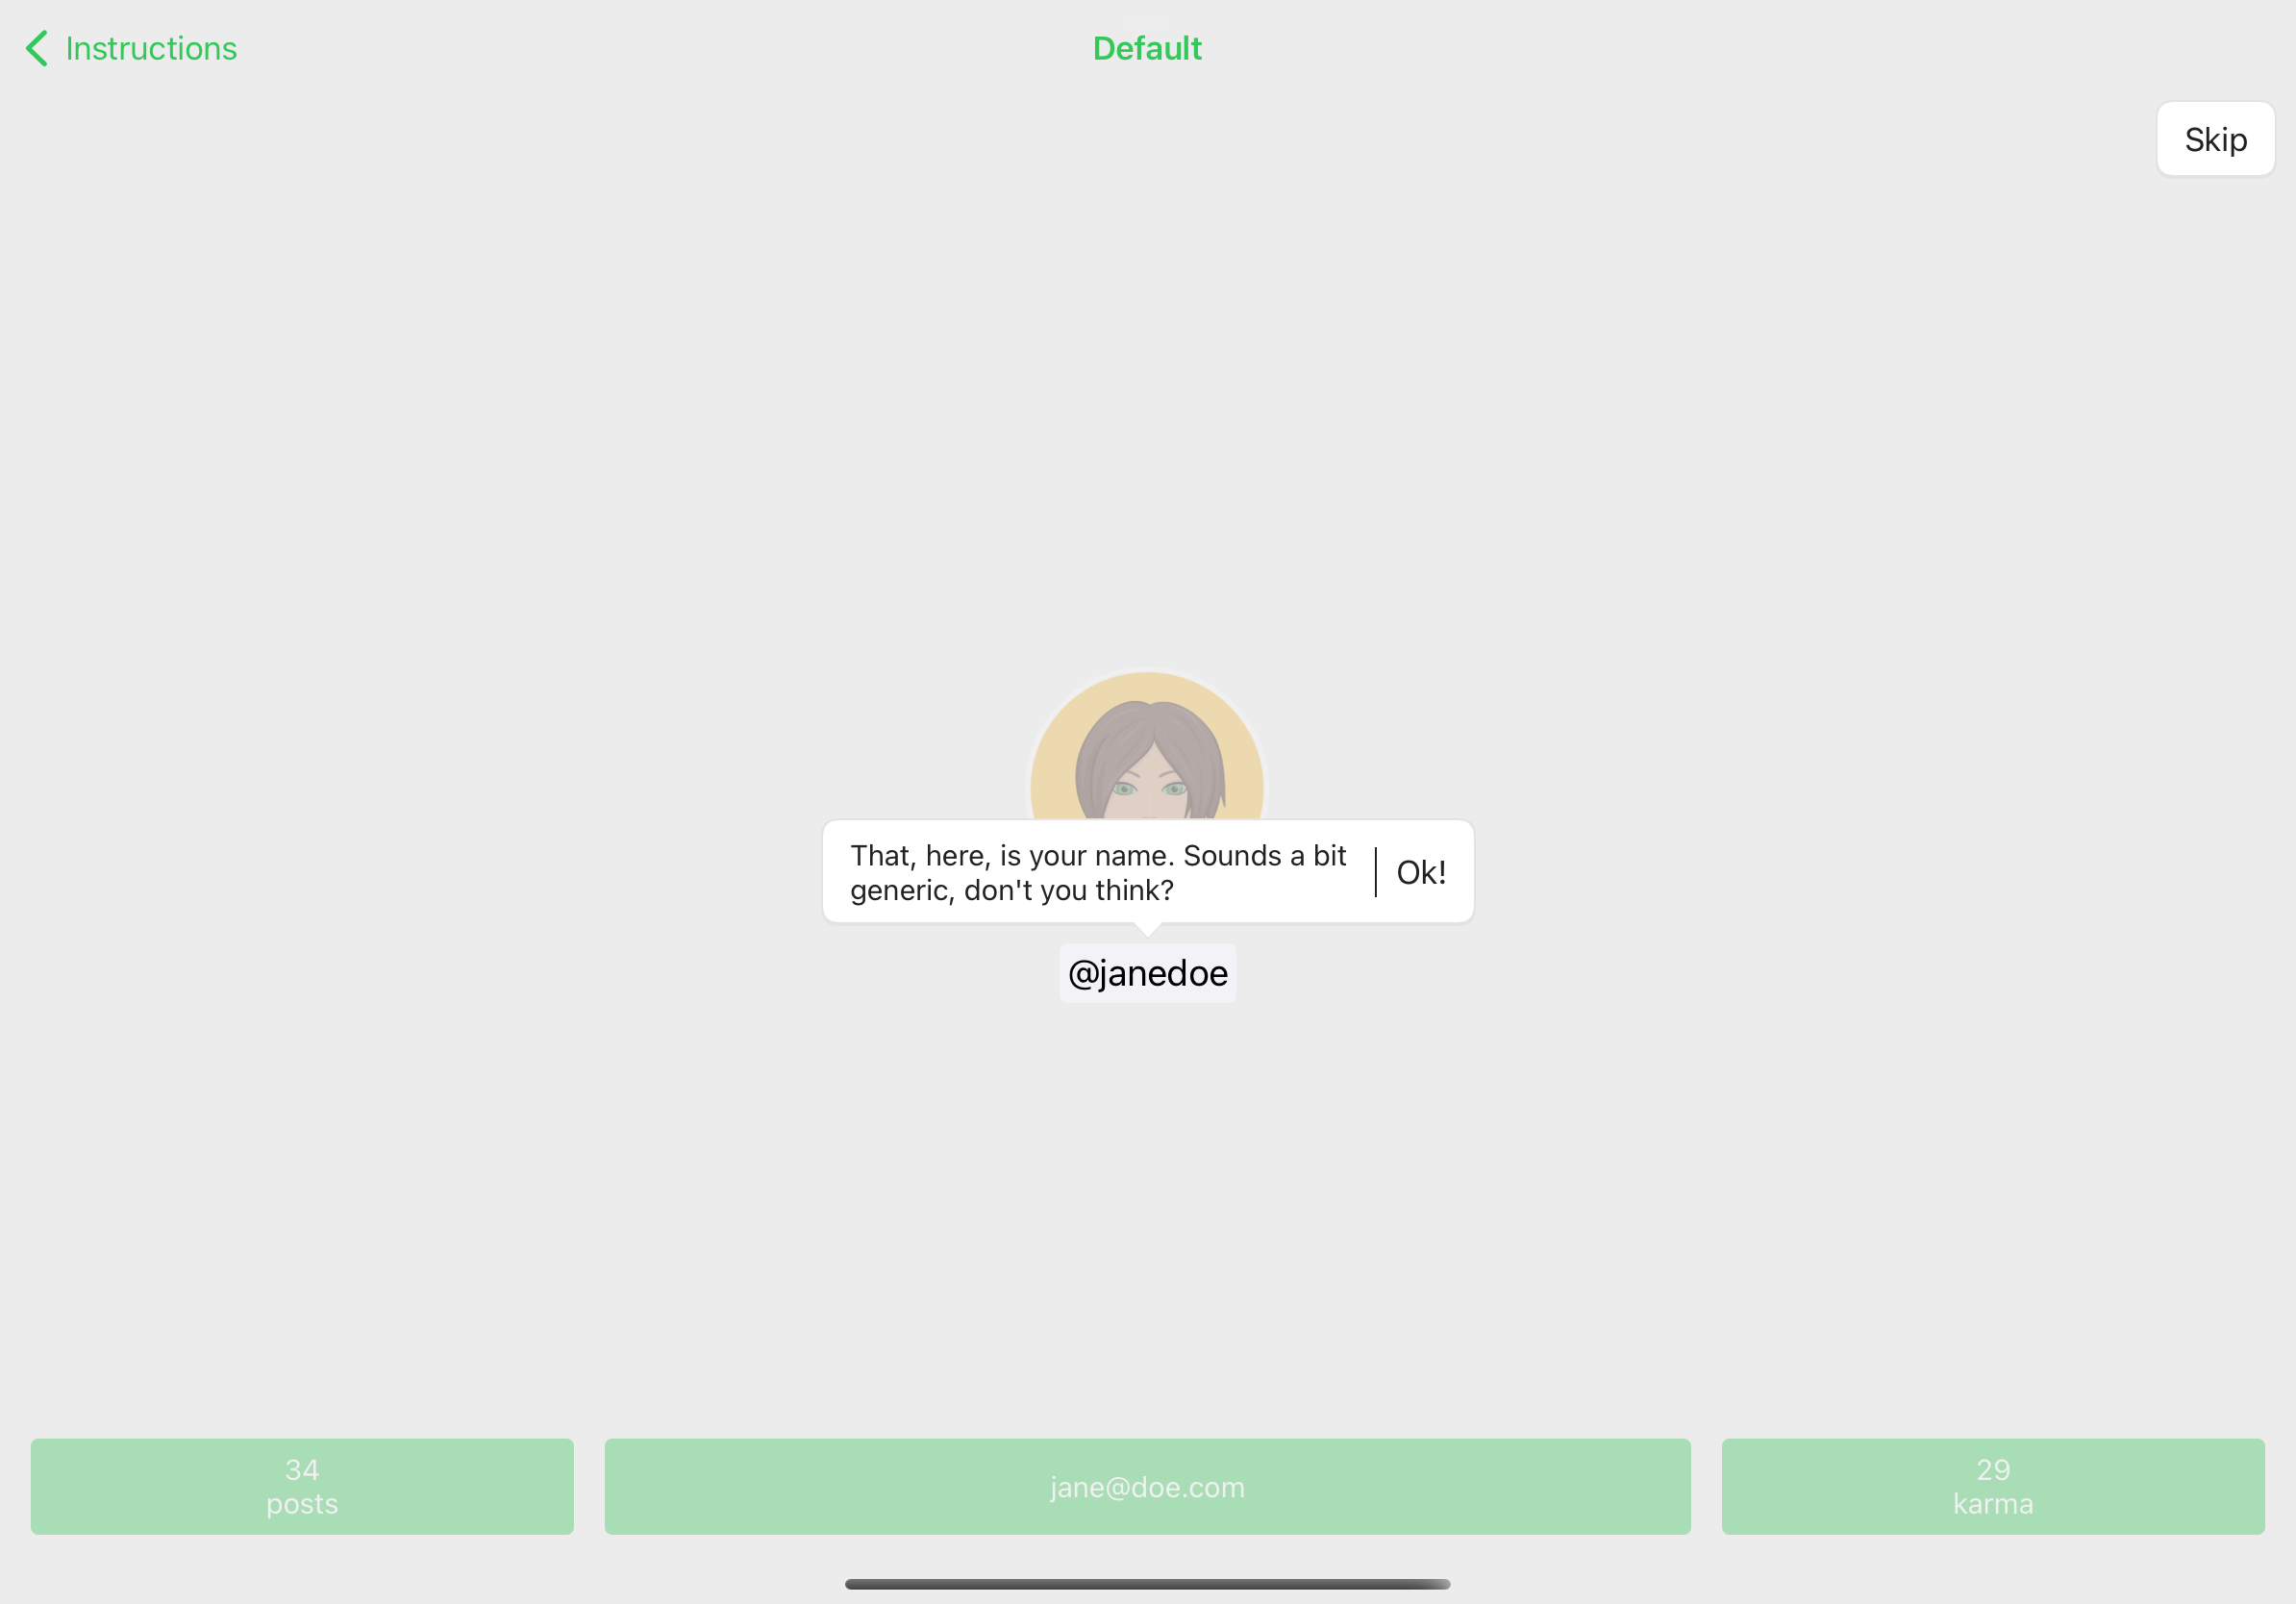 Instructions
Default
Skip
That, here, is your name. Sounds a bit
generic, don't you think?
Ok!
@janedoe
34
posts
jane@doe.com
29
karma